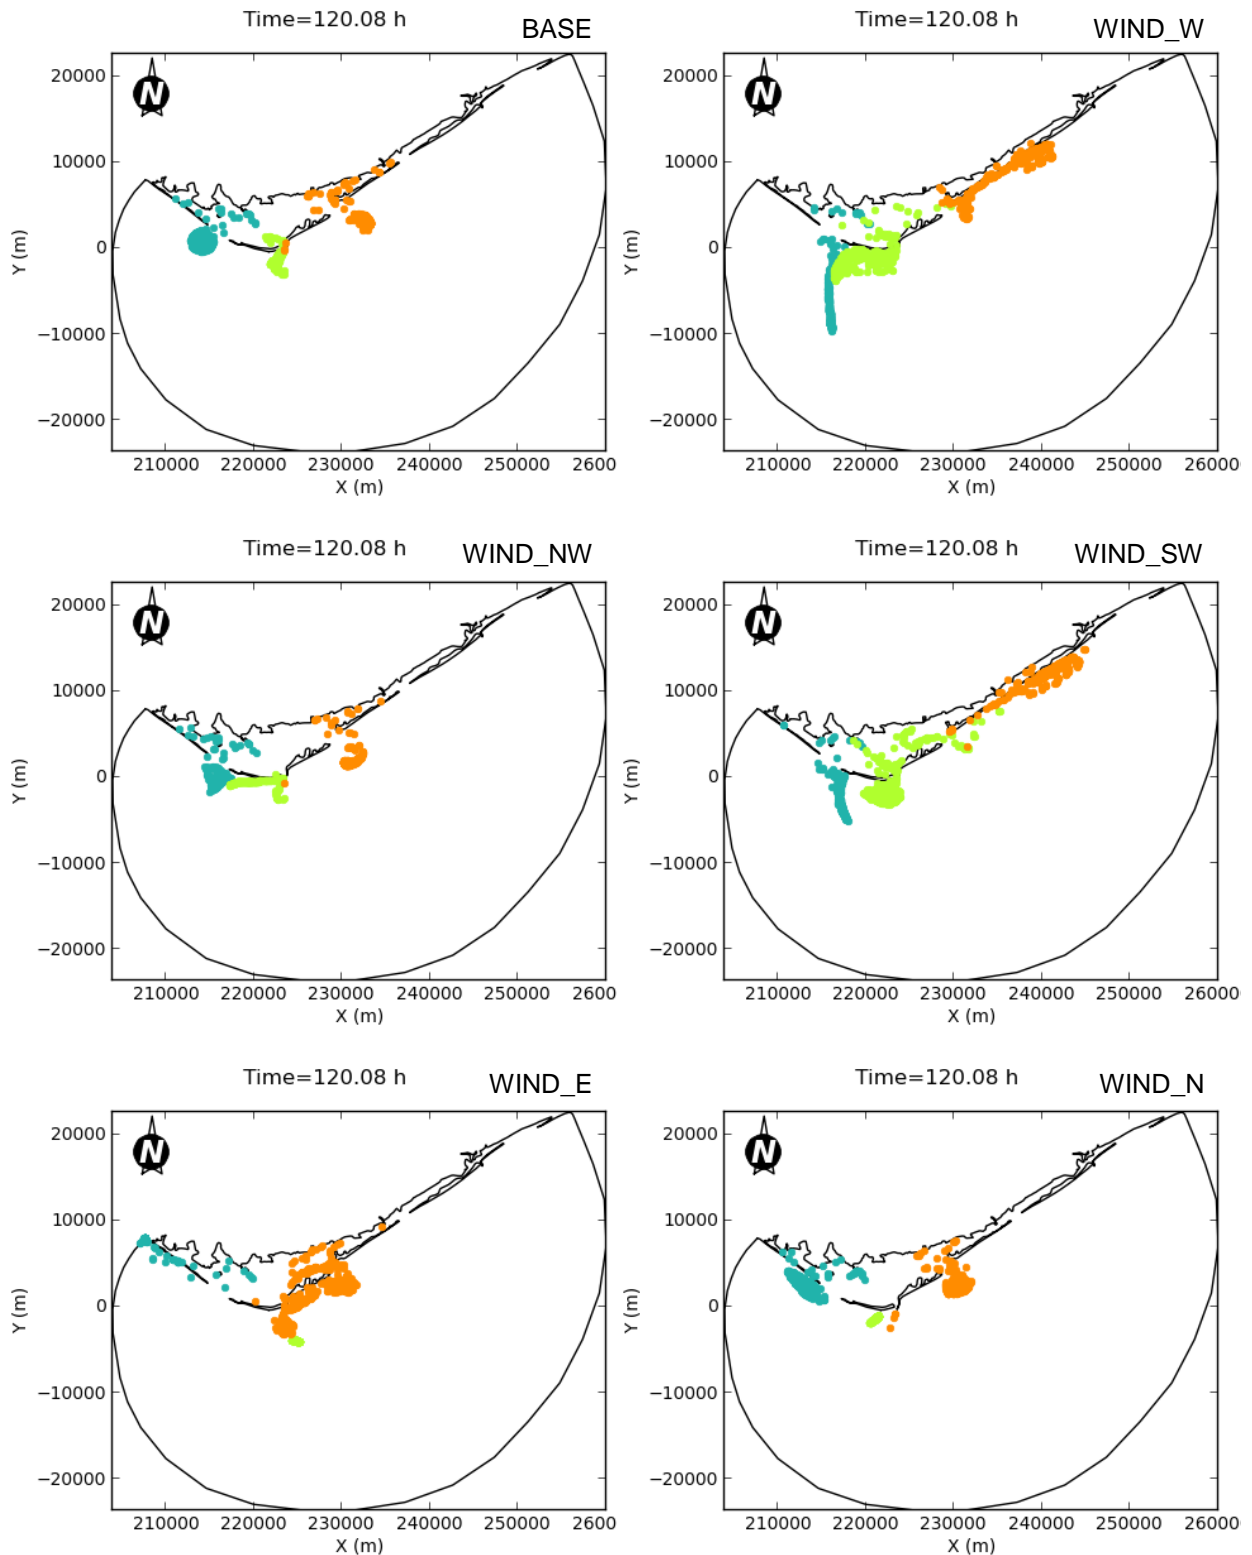 Time=120.08 h BASE
N
20000
10000
0
−10000
−20000
Y (m)
210000 220000 230000 240000 250000 2600
X (m)
Time=120.08 h WIND_W
N
20000
10000
0
−10000
−20000
Y (m)
210000 220000 230000 240000 250000 26000
X (m)
Time=120.08 h WIND_NW
N
20000
10000
0
−10000
−20000
Y (m)
210000 220000 230000 240000 250000 2600
X (m)
Time=120.08 h WIND_SW
N
20000
10000
0
−10000
−20000
Y (m)
210000 220000 230000 240000 250000 26000
X (m)
Time=120.08 h WIND_E
N
20000
10000
0
−10000
−20000
Y (m)
210000 220000 230000 240000 250000 2600
X (m)
Time=120.08 h WIND_N
N
20000
10000
0
−10000
−20000
Y (m)
210000 220000 230000 240000 250000 26000
X (m)